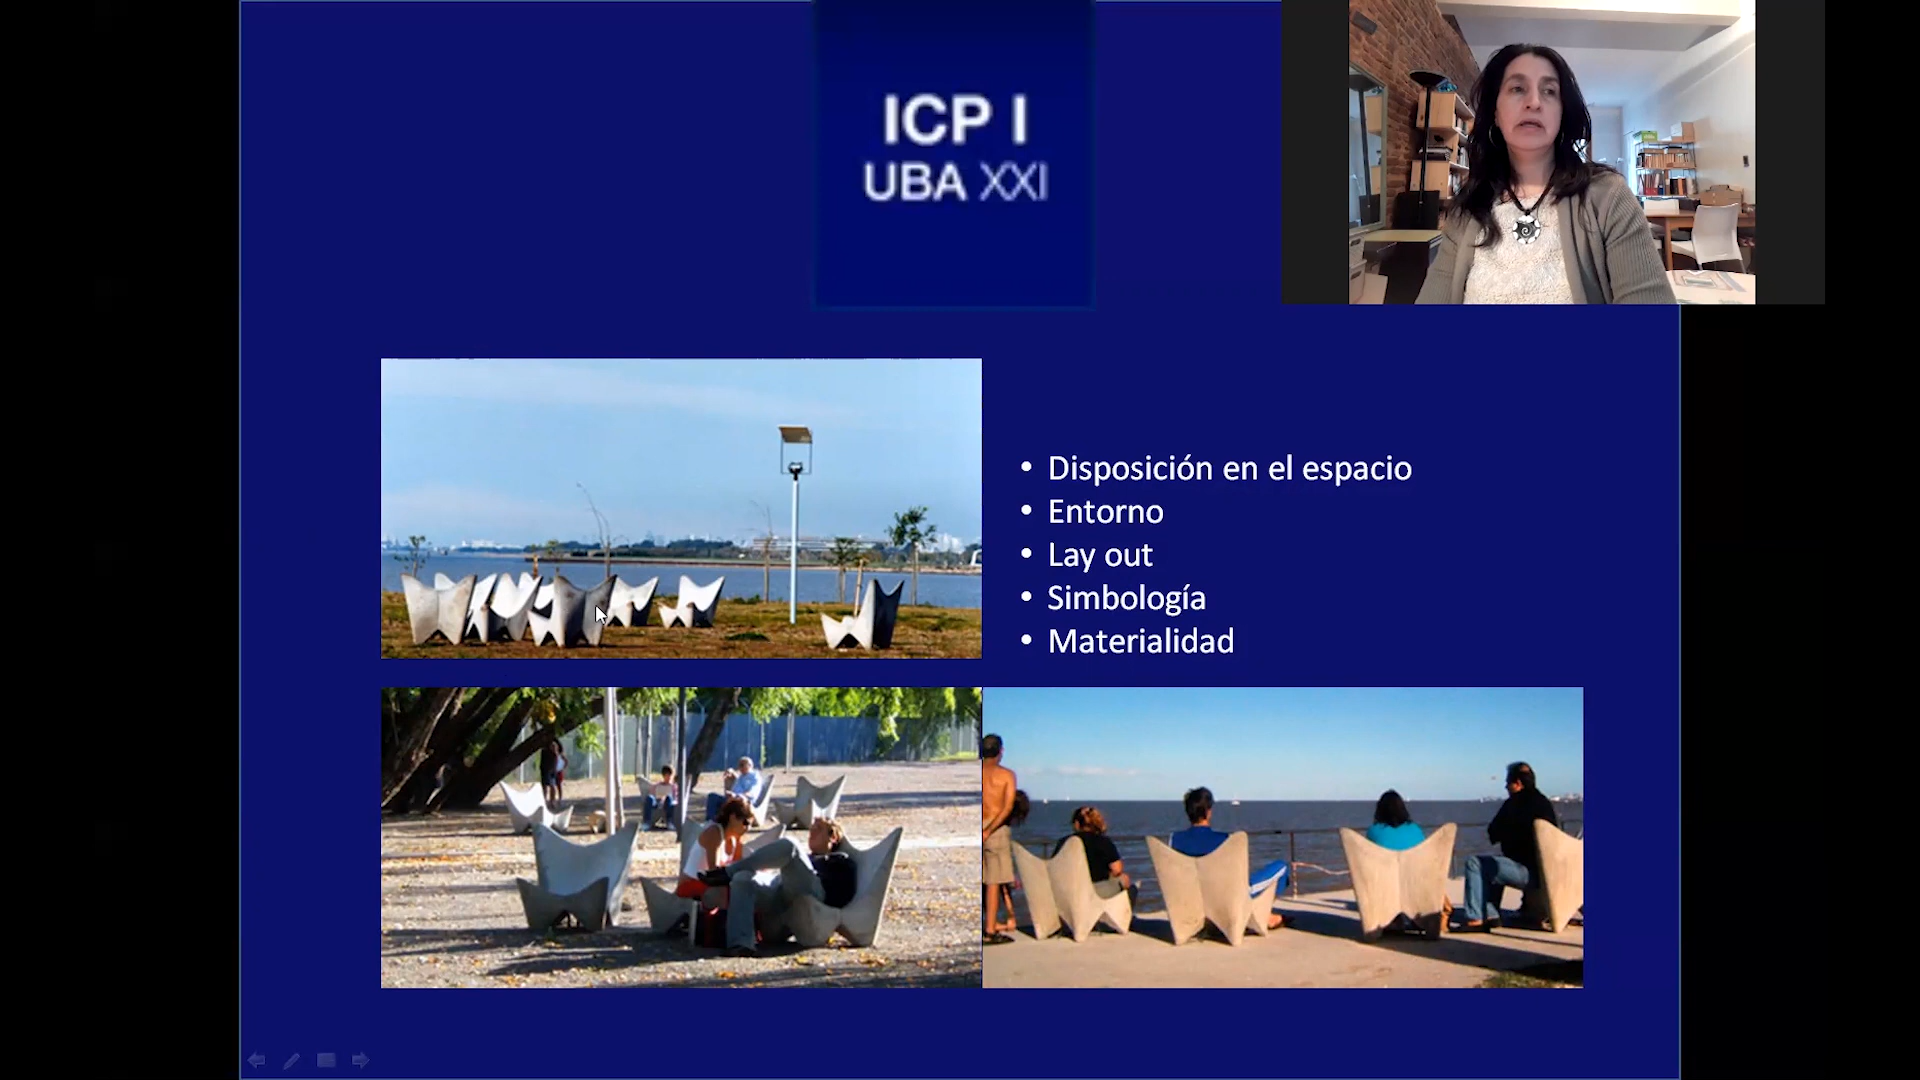 ICP I
UBA XXI
• Disposición en el espacio
• Entorno
• Lay out
• Simbología
• Materialidad